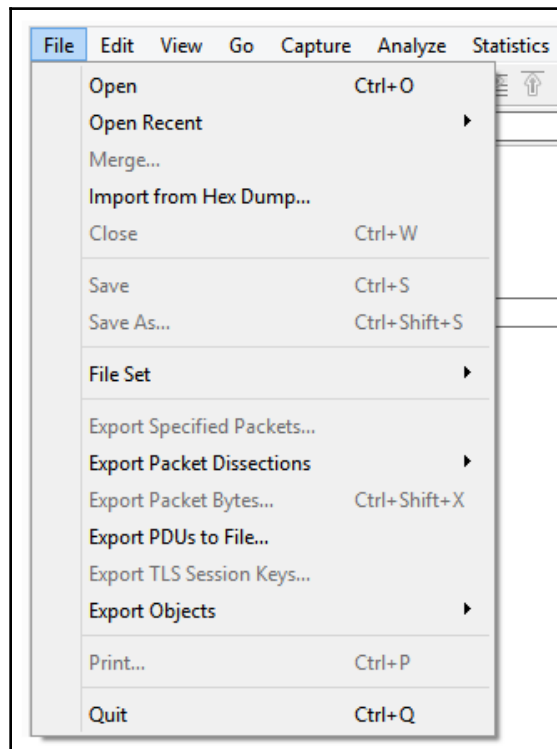 File Edit View Go Capture Analyze Statistics
Open Ctrl+O
Open Recent
Merge...
Import from Hex Dump...
Close Ctrl+W
Save Ctrl+S
Save As... Ctrl+Shift+S
File Set
Export Specified Packets...
Export Packet Dissections
Export Packet Bytes... Ctrl+Shift+X
Export PDUs to File...
Export TLS Session Keys...
Export Objects
Print... Ctrl+P
Quit Ctrl+Q